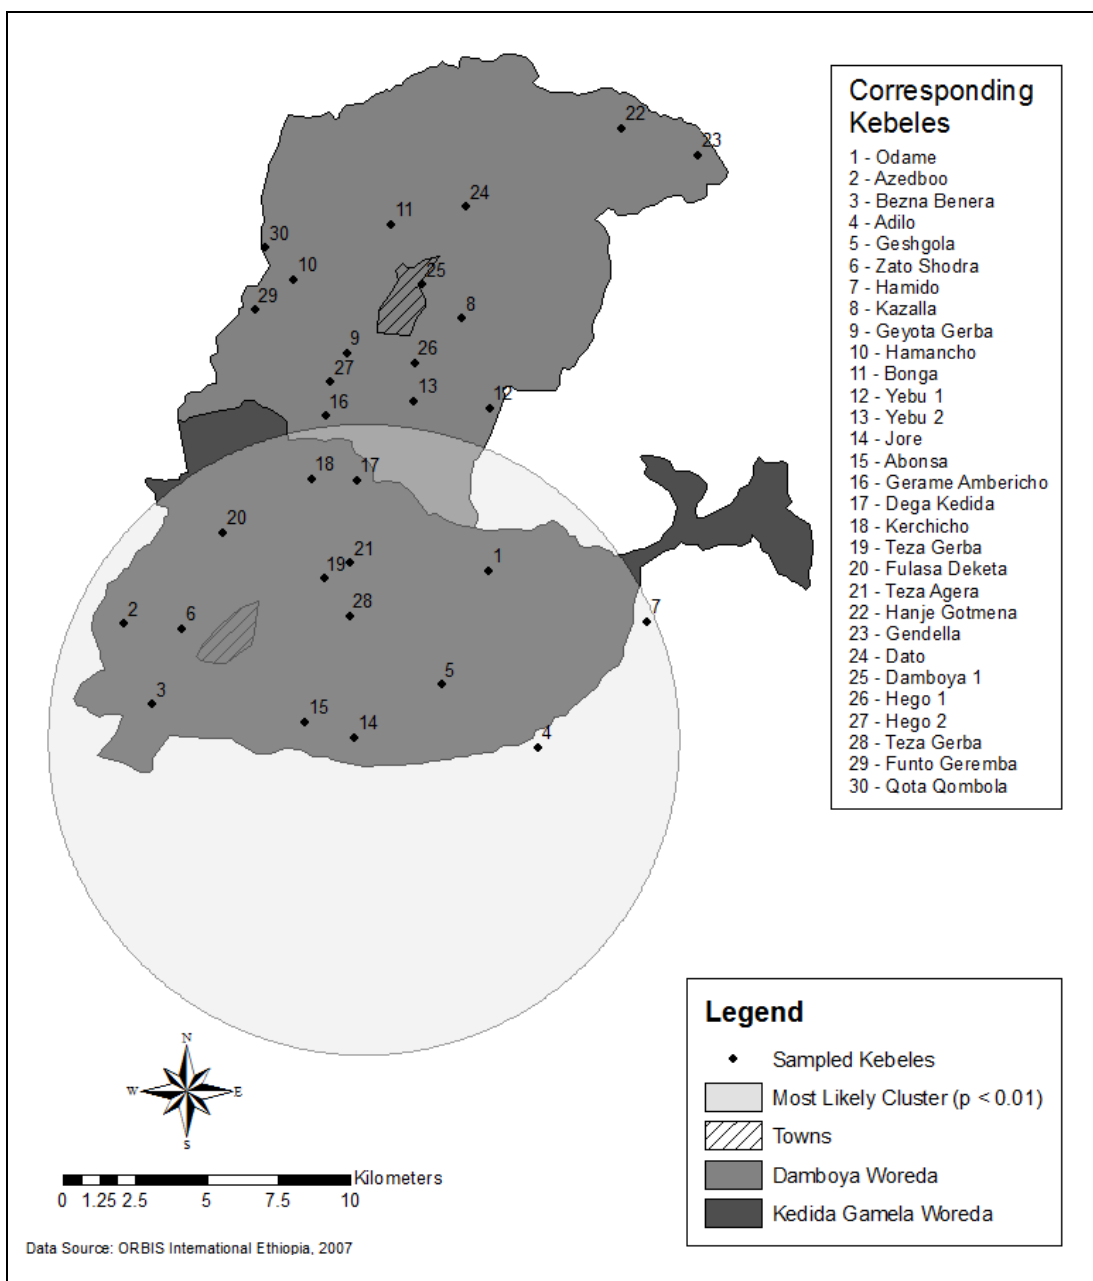 22
23
24
11
30
10
25
29
8
9
26
27
13
12
16
18
17
20
21
19
1
28
2
6
7
5
3
15
14
4
Corresponding
Kebeles
1 - Odame
2 - Azedboo
3 - Bezna Benera
4 - Adilo
5 - Geshgola
6 - Zato Shodra
7 - Hamido
8 - Kazalla
9 - Geyota Gerba
10 - Hamancho
11 - Bonga
12 - Yebu 1
13 - Yebu 2
14 - Jore
15 - Abonsa
16 - Gerame Ambericho
17 - Dega Kedida
18 - Kerchicho
19 - Teza Gerba
20 - Fulasa Deketa
21 - Teza Agera
22 - Hanje Gotmena
23 - Gendella
24 - Dato
25 - Damboya 1
26 - Hego 1
27 - Hego 2
28 - Teza Gerba
29 - Funto Geremba
30 - Qota Qombola
Legend
Sampled Kebeles
Most Likely Cluster (p < 0.01)
Towns
Damboya Woreda
Kedida Gamela Woreda
N
W E
S
Kilometers
0 1.25 2.5 5 7.5 10
Data Source: ORBIS International Ethiopia, 2007